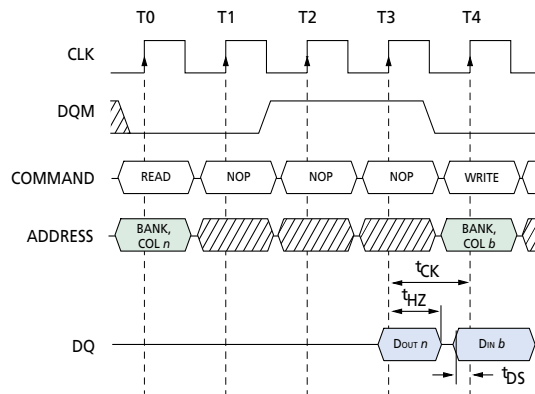 T0 T1 T2 T3 T4
CLK
DQM
COMMAND READ NOP NOP NOP WRITE
ADDRESS BANK, COL n BANK, COL b
tCK
tHZ
DQ DOUT n DIN b
tDS